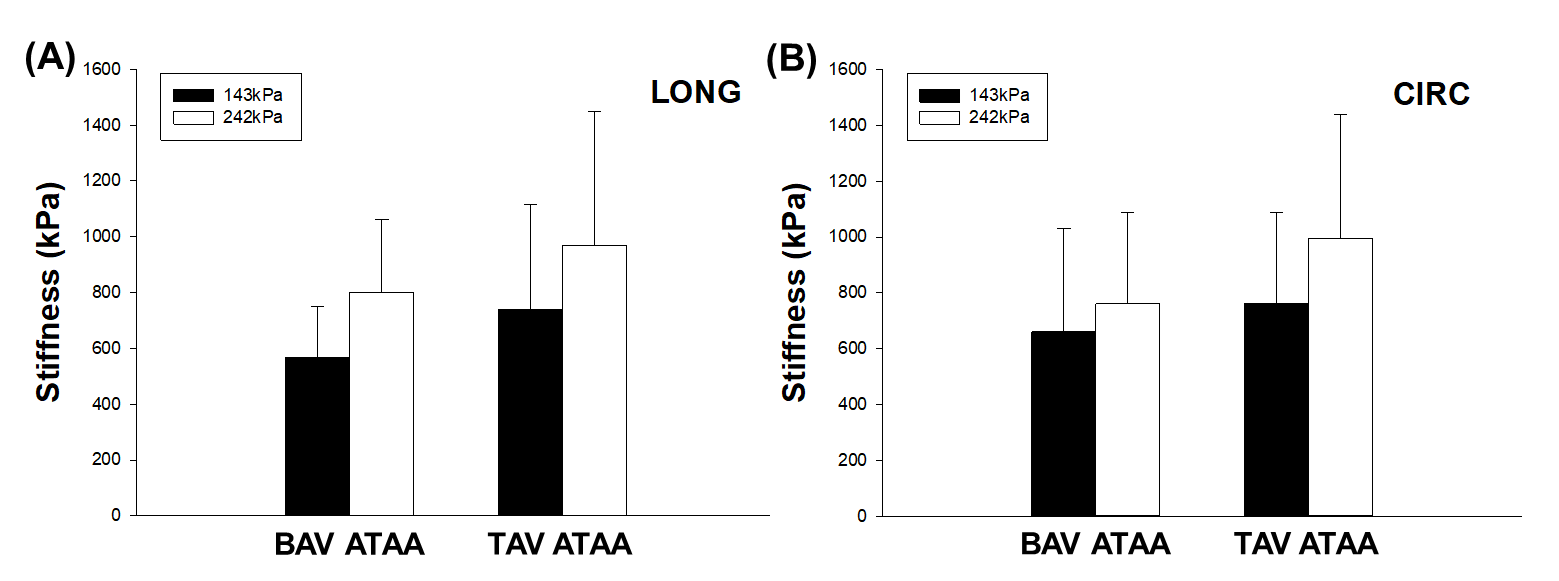 (A)
LONG
143kPa
242kPa
Stiffness (kPa)
1600
1400
1200
1000
800
600
400
200
0
BAV ATAA
TAV ATAA
(B)
CIRC
143kPa
242kPa
Stiffness (kPa)
1600
1400
1200
1000
800
600
400
200
0
BAV ATAA
TAV ATAA